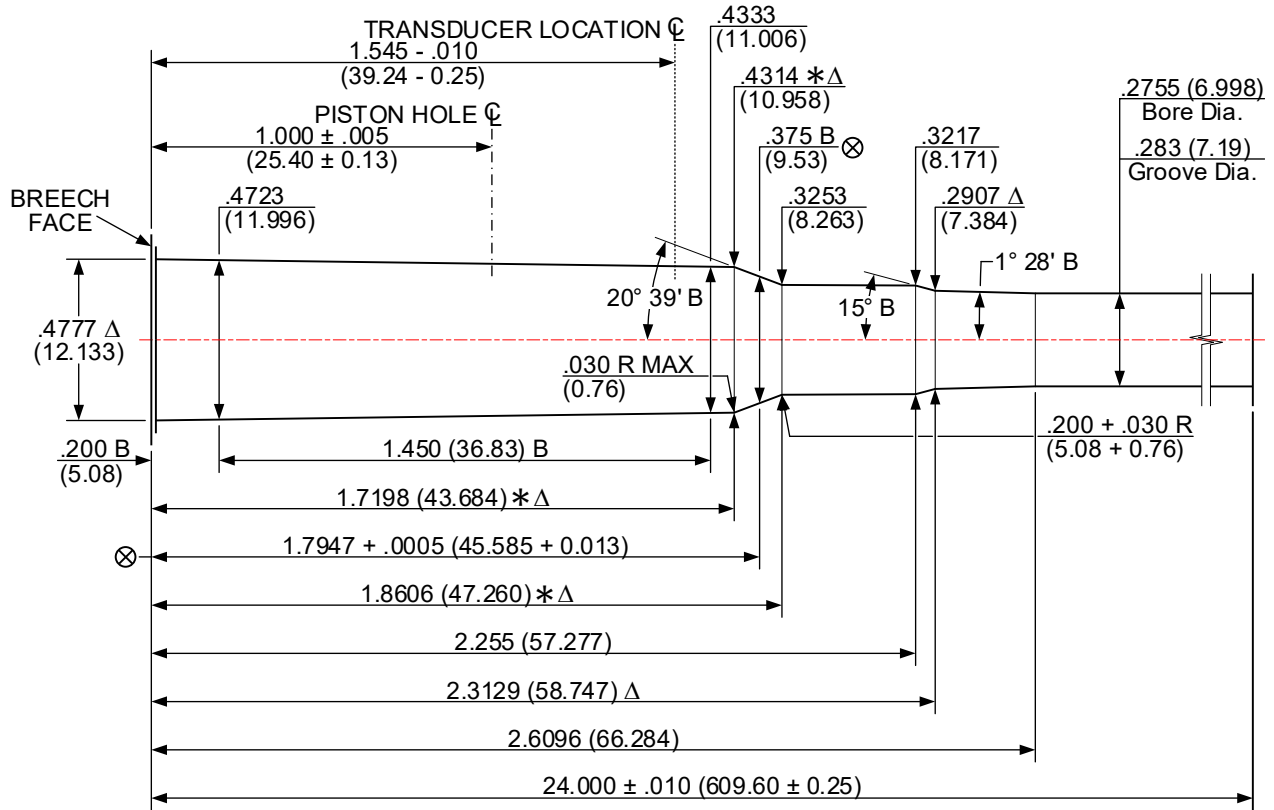 TRANSDUCER LOCATION ℄
1.545 - .010
(39.24 - 0.25)
.4333
(11.006)
.4314 ∗ Δ
(10.958)
PISTON HOLE ℄
1.000 ± .005
(25.40 ± 0.13)
.375 B ⊗
(9.53)
.3217
(8.171)
.2755 (6.998)
Bore Dia.
.283 (7.19)
Groove Dia.
BREECH
FACE
.4723
(11.996)
.3253
(8.263)
.2907 Δ
(7.384)
1° 28' B
20° 39' B
15° B
.4777 Δ
(12.133)
.030 R MAX
(0.76)
.200 B
(5.08)
1.450 (36.83) B
.200 + .030 R
(5.08 + 0.76)
1.7198 (43.684) ∗ Δ
⊗ 1.7947 + .0005 (45.585 + 0.013)
1.8606 (47.260) ∗ Δ
2.255 (57.277)
2.3129 (58.747) Δ
2.6096 (66.284)
24.000 ± .010 (609.60 ± 0.25)